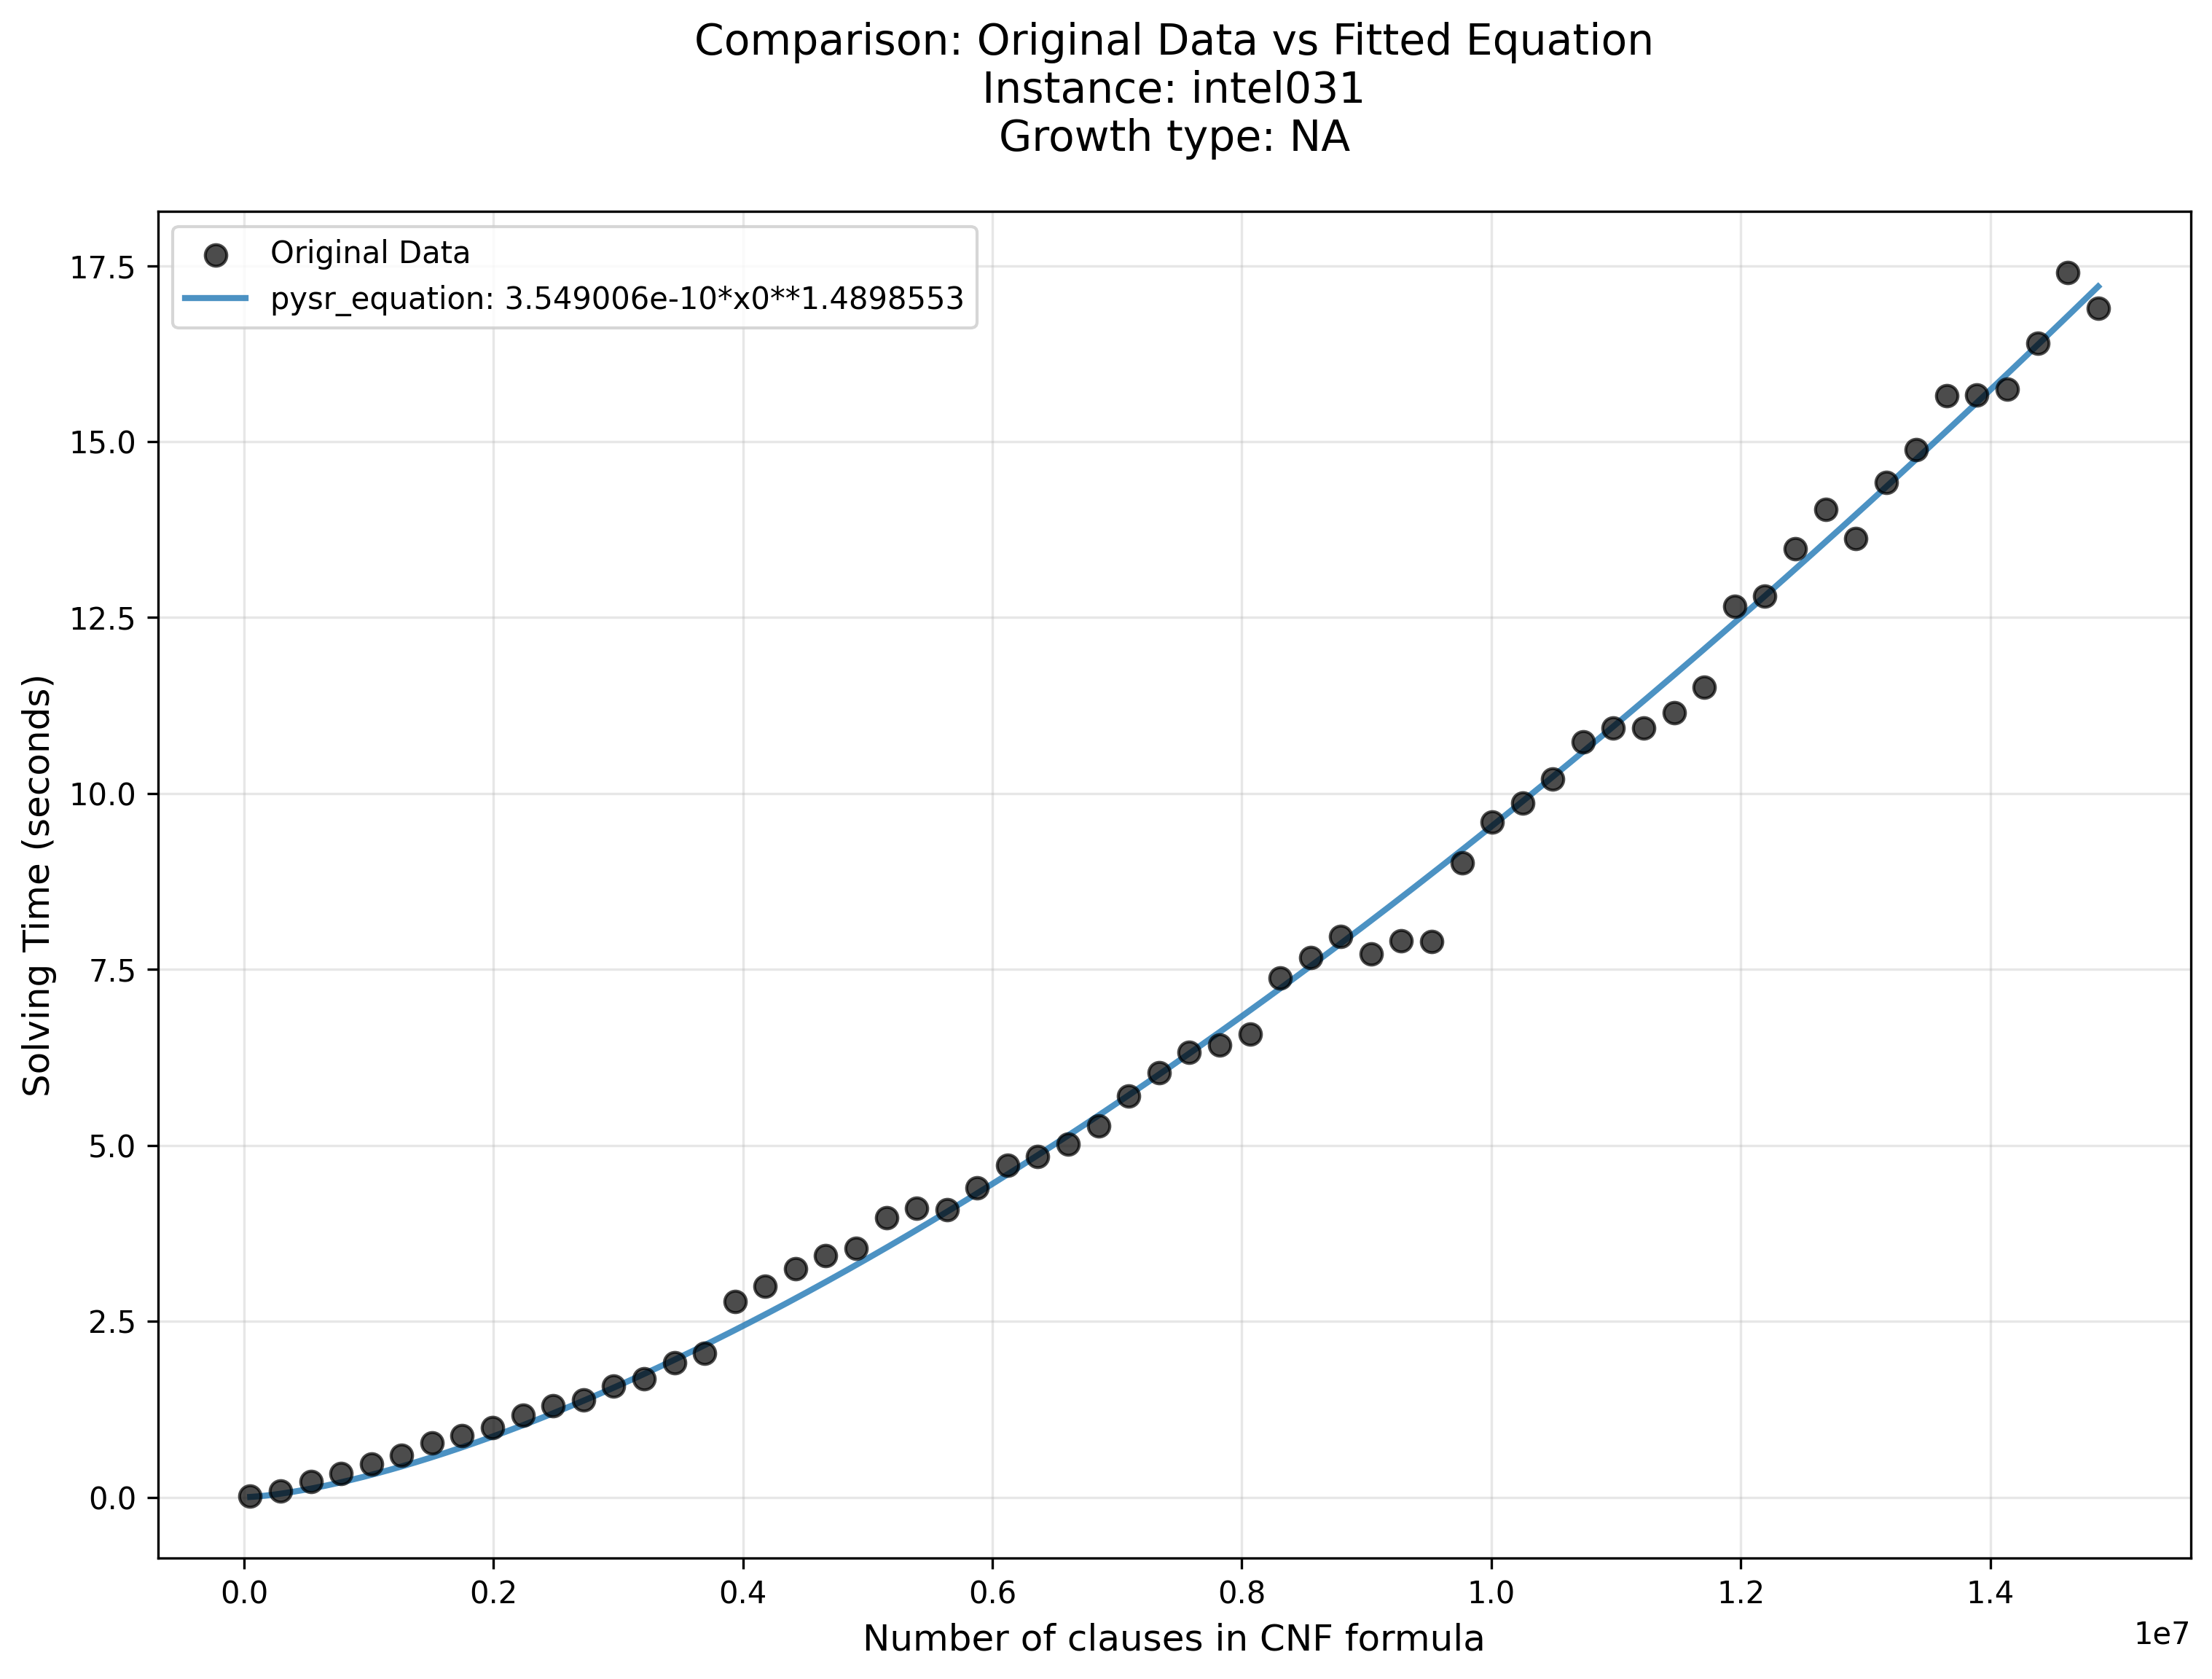 Comparison: Original Data vs Fitted Equation
Instance: intel031
Growth type: NA
Original Data
pysr_equation: 3.549006e-10*x0**1.4898553
17.5
15.0
12.5
10.0
7.5
5.0
2.5
0.0
Solving Time (seconds)
0.0 0.2 0.4 0.6 0.8 1.0 1.2 1.4
1e7
Number of clauses in CNF formula